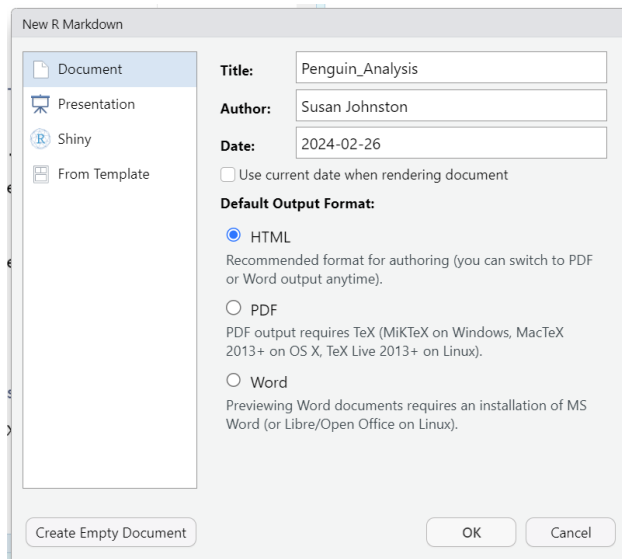 New R Markdown
Document
Presentation
Shiny
From Template
Title:
Penguin_Analysis
Author:
Susan Johnston
Date:
2024-02-26
Use current date when rendering document
Default Output Format:
HTML
Recommended format for authoring (you can switch to PDF
or Word output anytime).
PDF
PDF output requires TeX (MiKTeX on Windows, MacTeX
2013+ on OS X, TeX Live 2013+ on Linux).
Word
Previewing Word documents requires an installation of MS
Word (or Libre/Open Office on Linux).
Create Empty Document
OK
Cancel